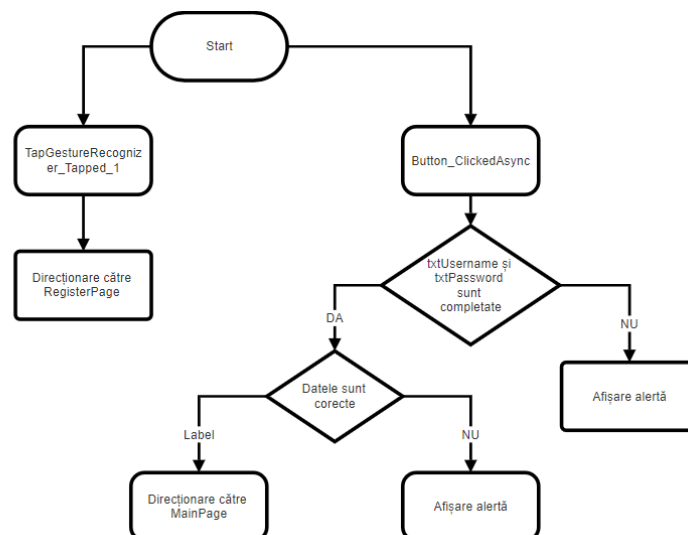 Start
TapGestureRecogniz
er_Tapped_1
Button_ClickedAsync
Direcționare către
RegisterPage
txtUsername și
txtPassword
sunt
completate
DA
NU
Datele sunt
corecte
Afișare alertă
Label
NU
Direcționare către
MainPage
Afișare alertă